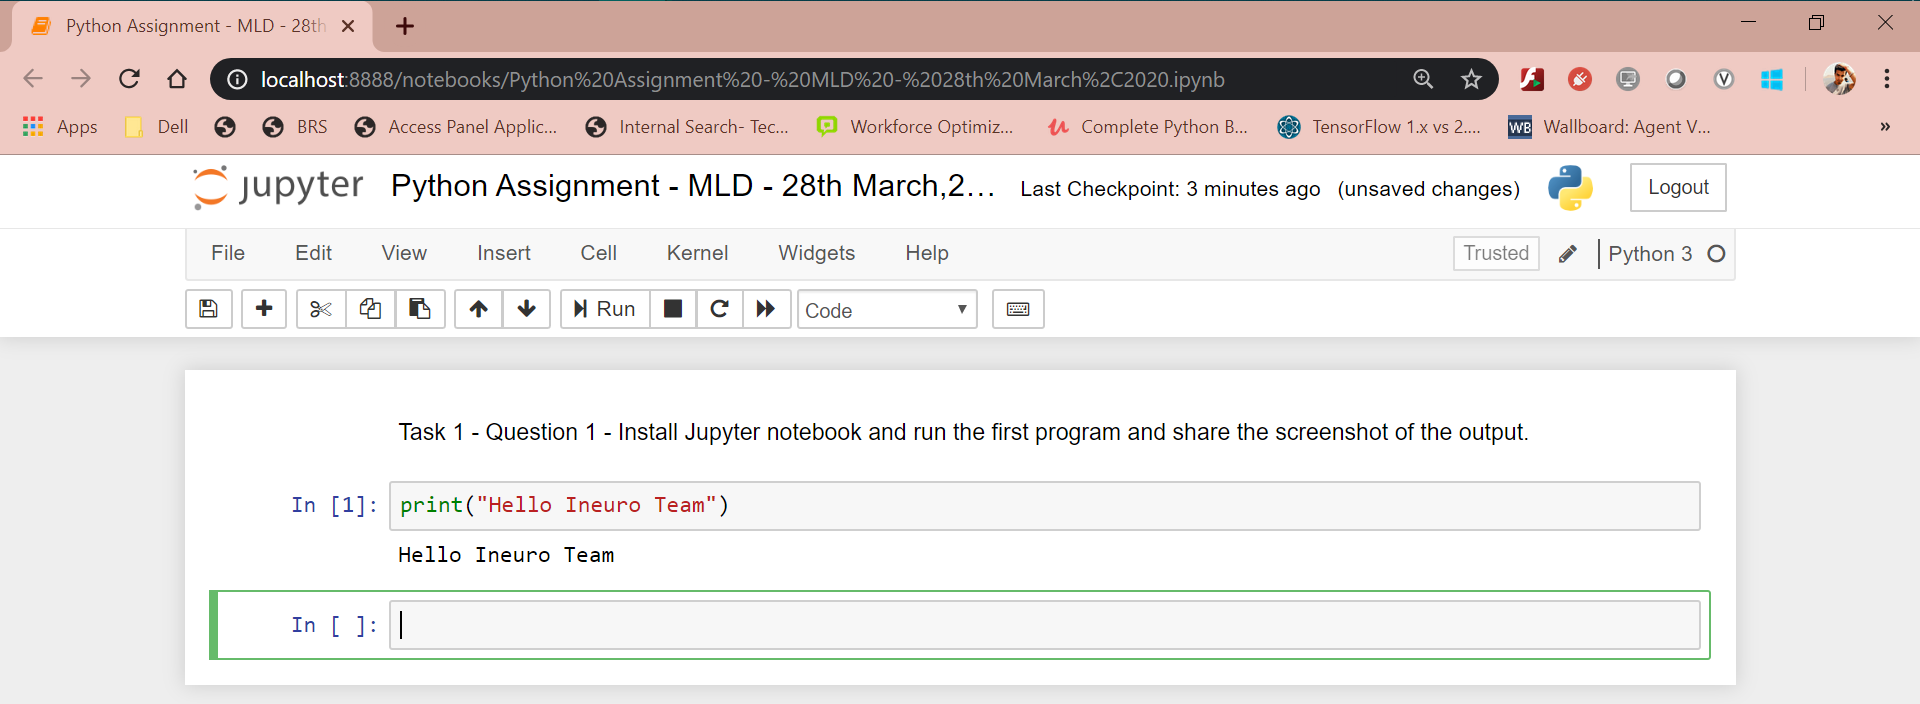 Python Assignment - MLD - 28th
localhost:8888/notebooks/Python%20Assignment%20-%20MLD%20-%2028th%20March%2C2020.ipynb
Apps Dell BRS Access Panel Applic... Internal Search- Tec... Workforce Optimiz... Complete Python B... TensorFlow 1.x vs 2.... WB Wallboard: Agent V... »
jupyter Python Assignment - MLD - 28th March,2... Last Checkpoint: 3 minutes ago (unsaved changes) Logout
File Edit View Insert Cell Kernel Widgets Help Trusted Python 3
Run Code
Task 1 - Question 1 - Install Jupyter notebook and run the first program and share the screenshot of the output.
In [1]: print("Hello Ineuro Team")
Hello Ineuro Team
In [ ]: